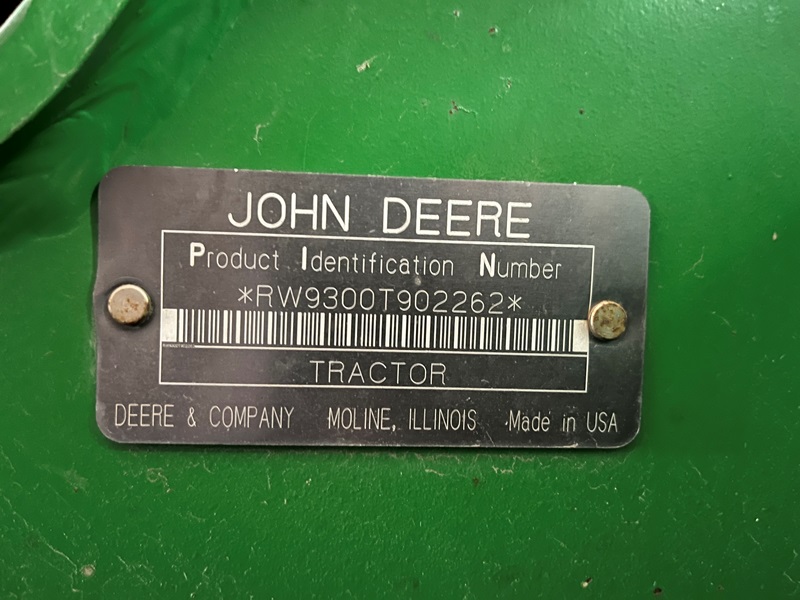 JOHN DEERE
Product Identification Number
*RW9300T902262*
TRACTOR
DEERE & COMPANY MOLINE, ILLINOIS Made in USA